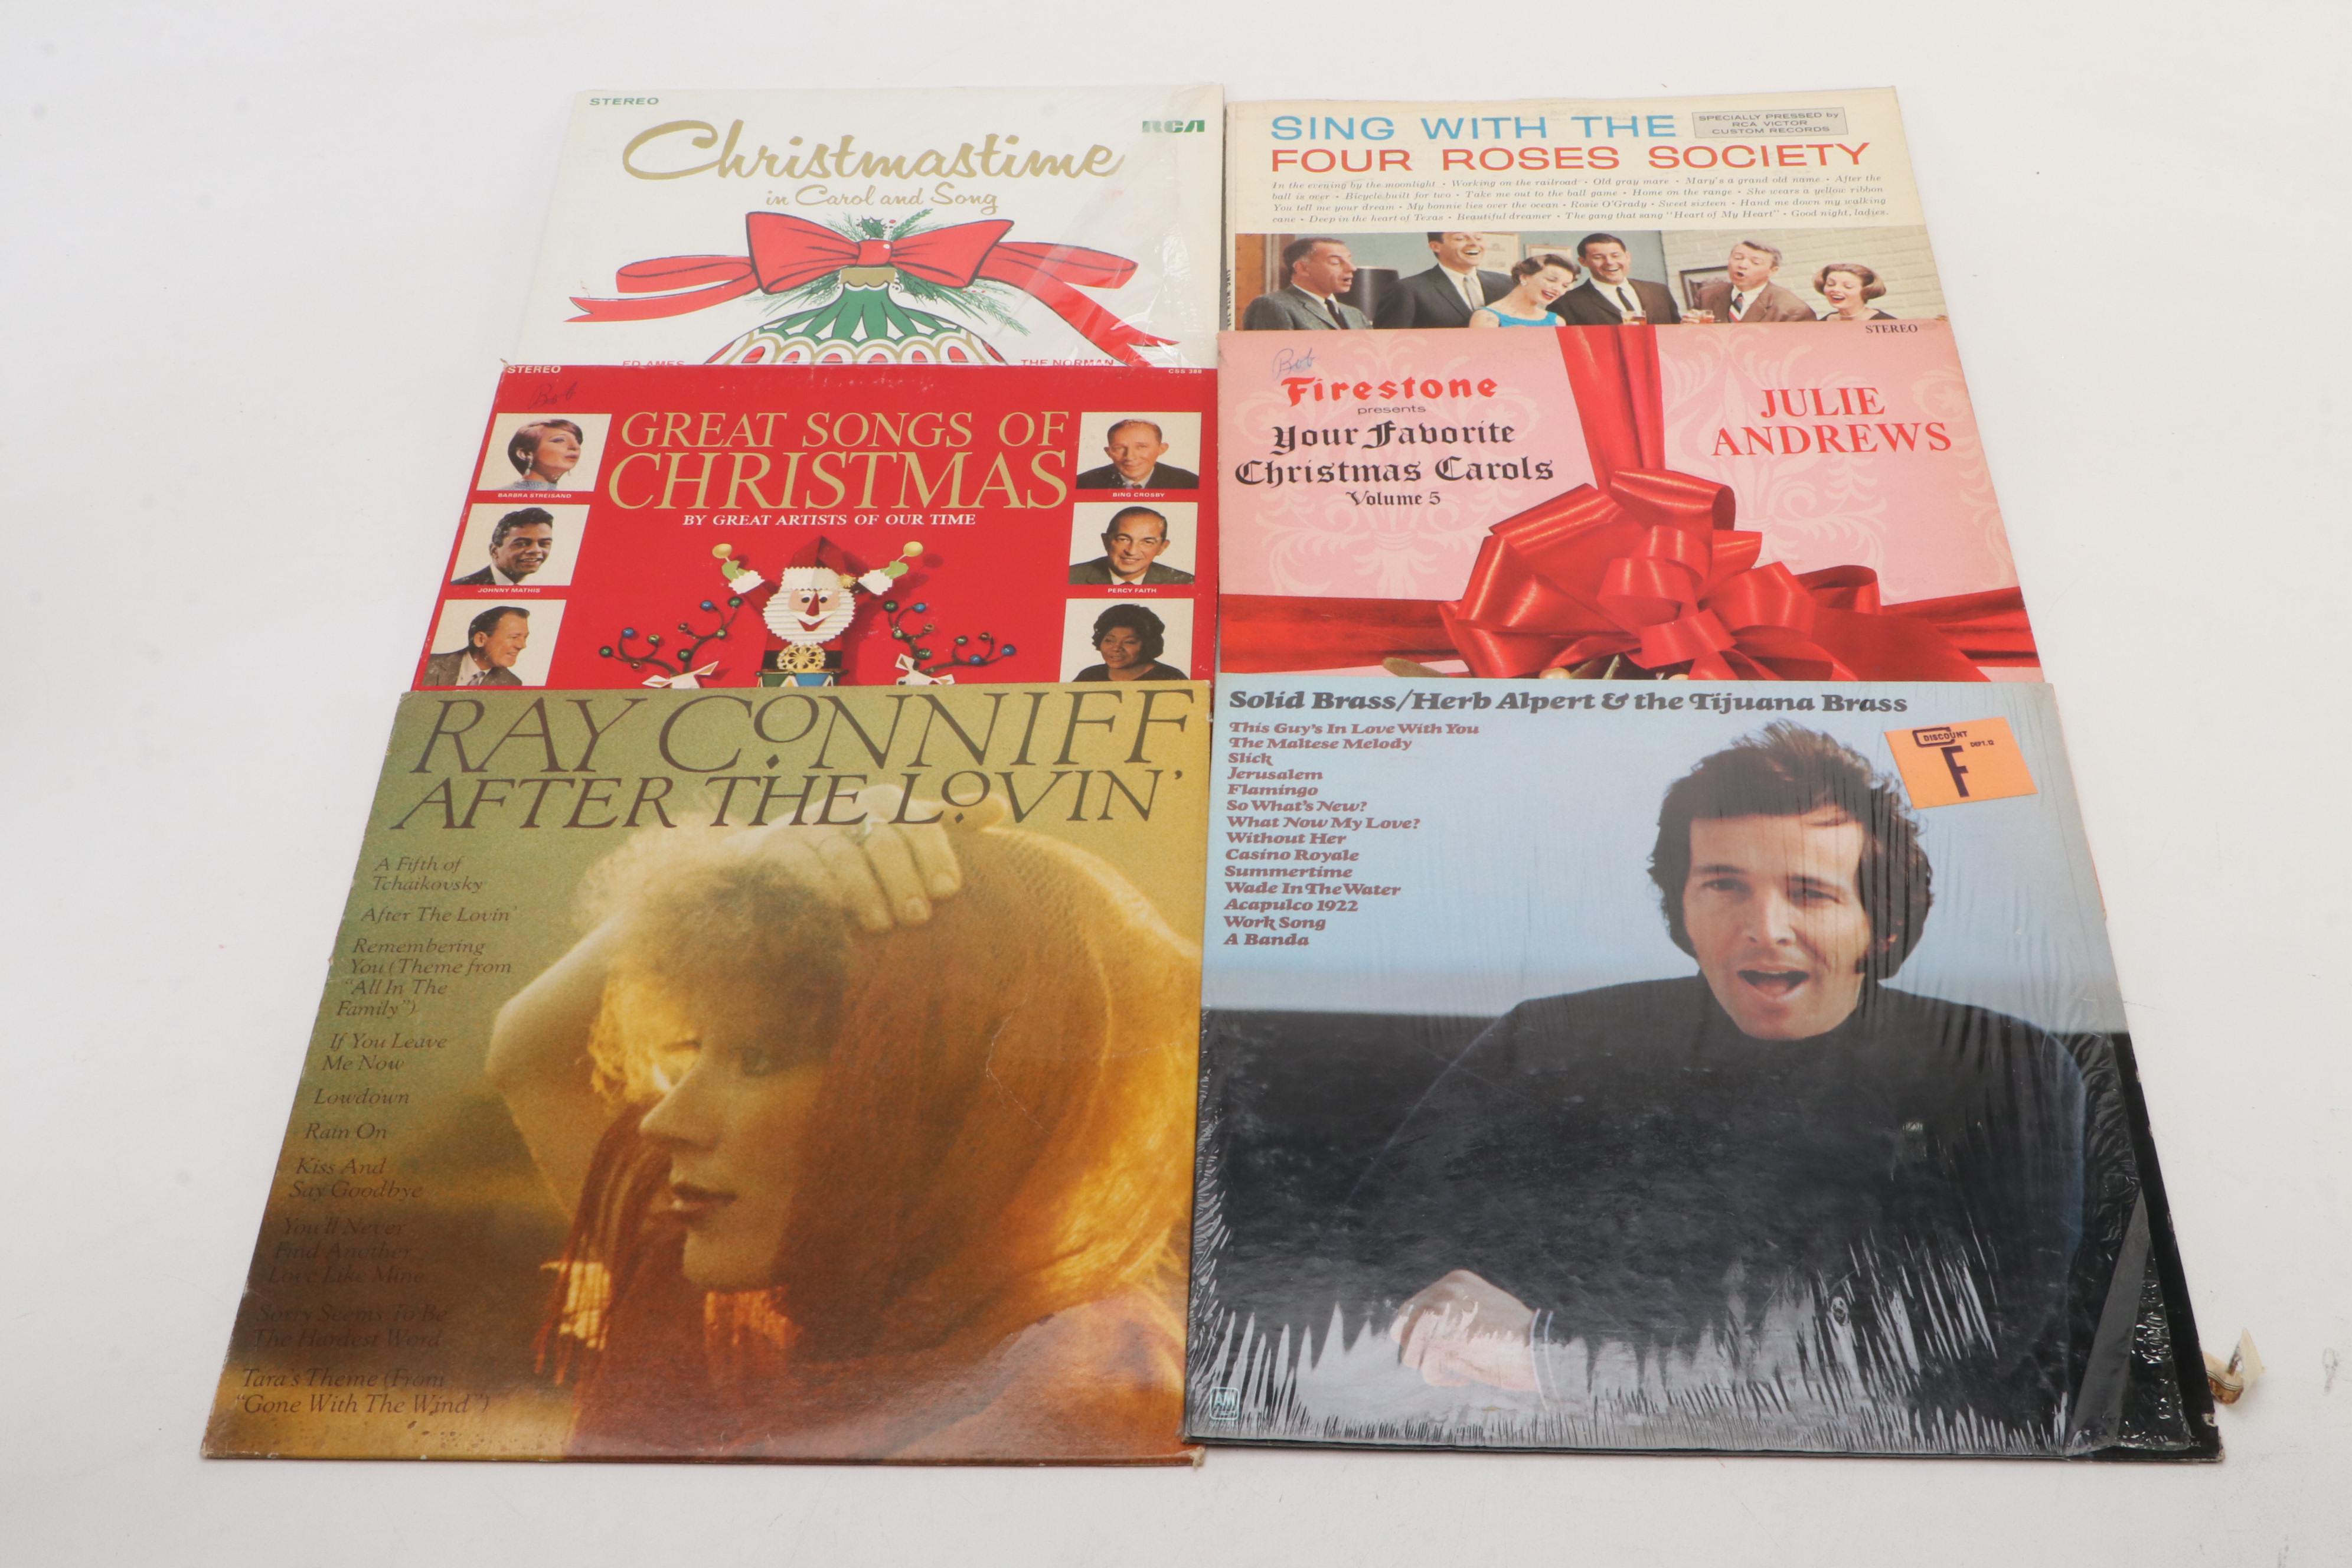 STEREO
RCA
Christmastime
in Carol and Song
ED AMES
THE NORMAN
SING WITH THE
FOUR ROSES SOCIETY
SPECIALLY PRESSED by
RCA VICTOR
CUSTOM RECORDS
In the evening by the moonlight • Working on the railroad • Old gray mare • Mary's a grand old name • After the
ball is over • Bicycle built for two • Take me out to the ball game • Home on the range • She wears a yellow ribbon
You tell me your dream • My bonnie lies over the ocean • Rosie O'Grady • Sweet sixteen • Hand me down my walking
cane • Deep in the heart of Texas • Beautiful dreamer • The gang that sang "Heart of My Heart" • Good night, ladies.
STEREO
CSS 388
Bob
GREAT SONGS OF
CHRISTMAS
BY GREAT ARTISTS OF OUR TIME
BARBRA STREISAND
JOHNNY MATHIS
BING CROSBY
PERCY FAITH
STEREO
Bob
Firestone
presents
Your Favorite
Christmas Carols
Volume 5
JULIE
ANDREWS
RAY CONNIFF
AFTER THE LOVIN'
A Fifth of
Tchaikovsky
After The Lovin'
Remembering
You (Theme from
"All In The
Family")
If You Leave
Me Now
Lowdown
Rain On
Kiss And
Say Goodbye
You'll Never
Find Another
Love Like Mine
Sorry Seems To Be
The Hardest Word
Tara's Theme (From
"Gone With The Wind")
Solid Brass/Herb Alpert & the Tijuana Brass
This Guy's In Love With You
The Maltese Melody
Slick
Jerusalem
Flamingo
So What's New?
What Now My Love?
Without Her
Casino Royale
Summertime
Wade In The Water
Acapulco 1922
Work Song
A Banda
DISCOUNT
DEPT. 12
F
AM